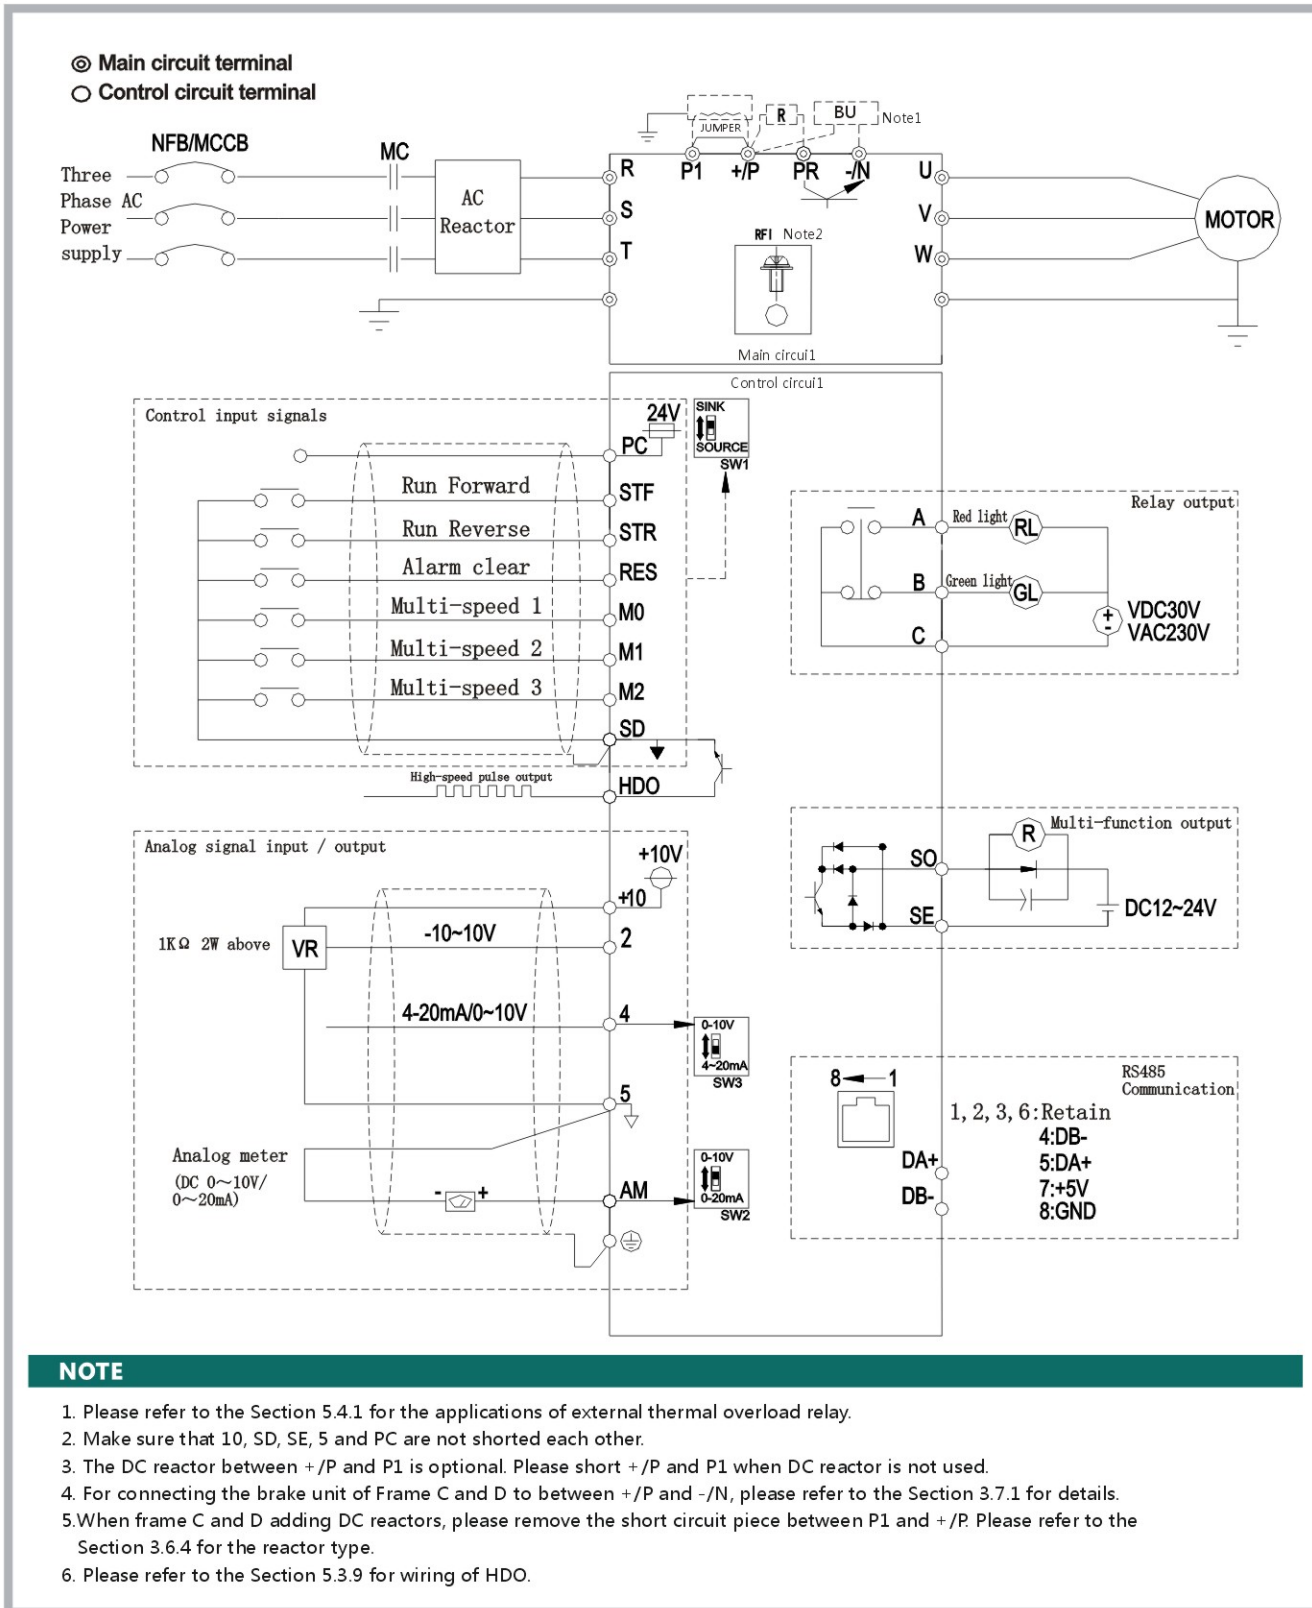 Main circuit terminal
Control circuit terminal
NFB/MCCB
MC
Three
Phase AC
Power
supply
AC
Reactor
JUMPER
R
BU
Note1
R
P1
+/P
PR
-/N
U
S
V
T
W
RFI Note2
MOTOR
Main circui1
Control circui1
Control input signals
24V
PC
SINK
SOURCE
SW1
Run Forward
STF
Run Reverse
STR
Alarm clear
RES
Multi-speed 1
M0
Multi-speed 2
M1
Multi-speed 3
M2
SD
High-speed pulse output
HDO
Relay output
A
Red light
RL
B
Green light
GL
C
+
-
VDC30V
VAC230V
Multi-function output
R
SO
SE
DC12~24V
Analog signal input / output
+10V
+10
1KΩ 2W above
VR
-10~10V
2
4-20mA/0~10V
4
0-10V
4~20mA
SW3
5
Analog meter
(DC 0～10V/
0～20mA)
- +
AM
0-10V
0-20mA
SW2
RS485
Communication
8 1
1, 2, 3, 6:Retain
4:DB-
5:DA+
7:+5V
8:GND
DA+
DB-
NOTE
1. Please refer to the Section 5.4.1 for the applications of external thermal overload relay.
2. Make sure that 10, SD, SE, 5 and PC are not shorted each other.
3. The DC reactor between +/P and P1 is optional. Please short +/P and P1 when DC reactor is not used.
4. For connecting the brake unit of Frame C and D to between +/P and -/N, please refer to the Section 3.7.1 for details.
5.When frame C and D adding DC reactors, please remove the short circuit piece between P1 and +/P. Please refer to the
Section 3.6.4 for the reactor type.
6. Please refer to the Section 5.3.9 for wiring of HDO.